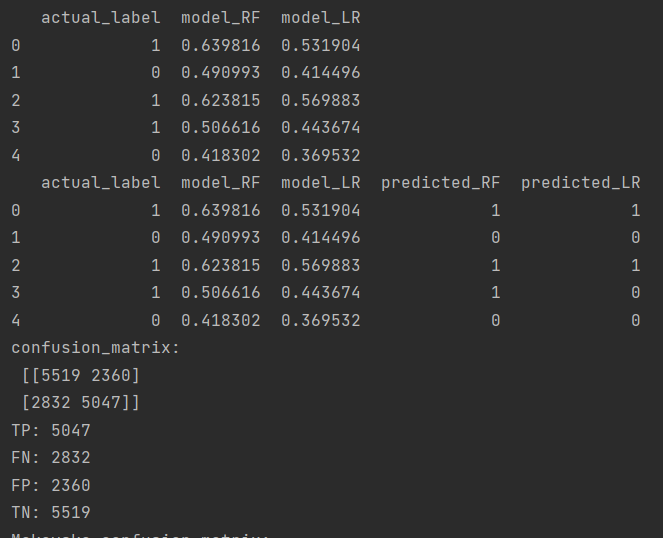 actual_label model_RF model_LR
0 1 0.639816 0.531904
1 0 0.490993 0.414496
2 1 0.623815 0.569883
3 1 0.506616 0.443674
4 0 0.418302 0.369532
actual_label model_RF model_LR predicted_RF predicted_LR
0 1 0.639816 0.531904 1 1
1 0 0.490993 0.414496 0 0
2 1 0.623815 0.569883 1 1
3 1 0.506616 0.443674 1 0
4 0 0.418302 0.369532 0 0
confusion_matrix:
[[5519 2360]
[2832 5047]]
TP: 5047
FN: 2832
FP: 2360
TN: 5519